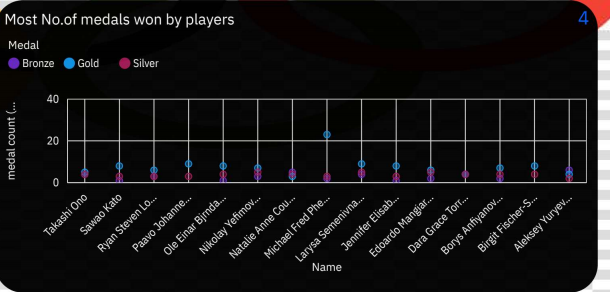 Most No.of medals won by players
4
Medal
Bronze Gold Silver
medal count (...
40
20
0
Takashi Ono
Sawao Kato
Ryan Steven Lo...
Paavo Johanne...
Ole Einar Bjrnda...
Nikolay Yefimov...
Natalie Anne Cou...
Michael Fred Phe...
Larysa Semenivna...
Jennifer Elisab...
Edoardo Mangiar...
Dara Grace Torr...
Borys Anfiyanov...
Birgit Fischer-S...
Aleksey Yuryev...
Name